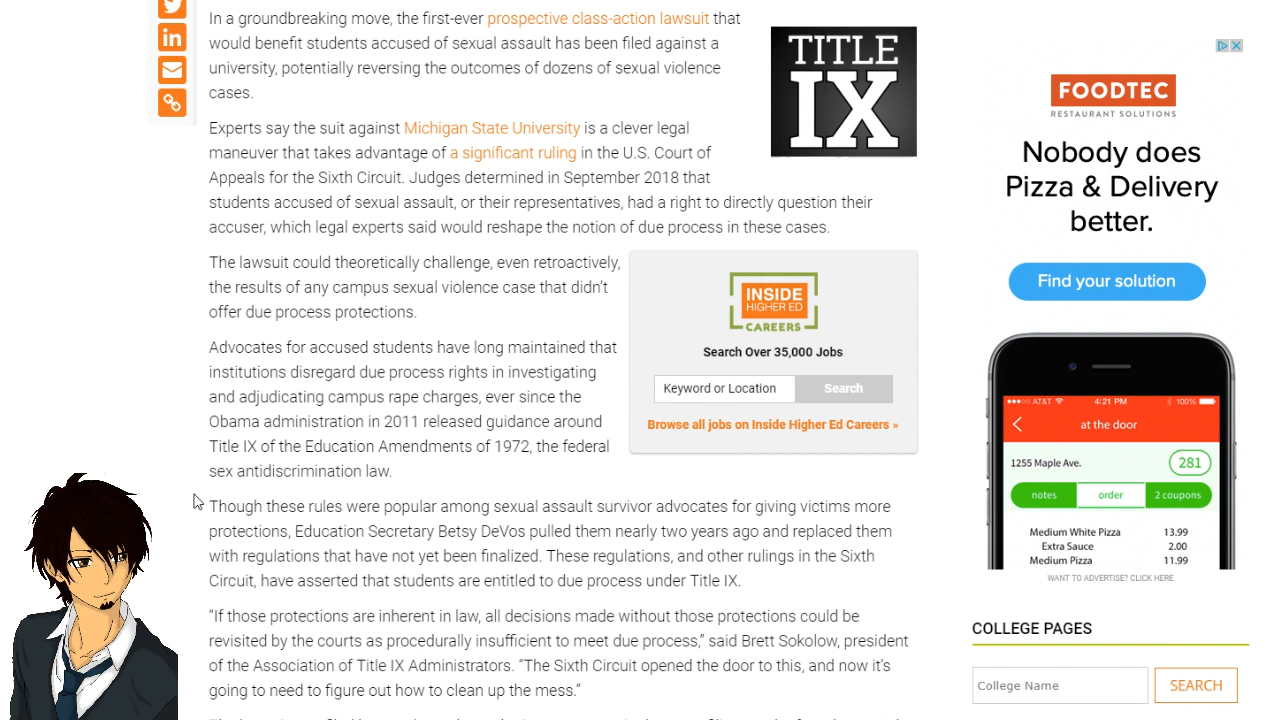 In a groundbreaking move, the first-ever prospective class-action lawsuit that
would benefit students accused of sexual assault has been filed against a
university, potentially reversing the outcomes of dozens of sexual violence
cases.
TITLE
IX
Experts say the suit against Michigan State University is a clever legal
maneuver that takes advantage of a significant ruling in the U.S. Court of
Appeals for the Sixth Circuit. Judges determined in September 2018 that
students accused of sexual assault, or their representatives, had a right to directly question their
accuser, which legal experts said would reshape the notion of due process in these cases.
The lawsuit could theoretically challenge, even retroactively,
the results of any campus sexual violence case that didn’t
offer due process protections.
Advocates for accused students have long maintained that
institutions disregard due process rights in investigating
and adjudicating campus rape charges, ever since the
Obama administration in 2011 released guidance around
Title IX of the Education Amendments of 1972, the federal
sex antidiscrimination law.
INSIDE
HIGHER ED
CAREERS
Search Over 35,000 Jobs
Keyword or Location
Search
Browse all jobs on Inside Higher Ed Careers »
Though these rules were popular among sexual assault survivor advocates for giving victims more
protections, Education Secretary Betsy DeVos pulled them nearly two years ago and replaced them
with regulations that have not yet been finalized. These regulations, and other rulings in the Sixth
Circuit, have asserted that students are entitled to due process under Title IX.
“If those protections are inherent in law, all decisions made without those protections could be
revisited by the courts as procedurally insufficient to meet due process,” said Brett Sokolow, president
of the Association of Title IX Administrators. “The Sixth Circuit opened the door to this, and now it’s
going to need to figure out how to clean up the mess.”
FOODTEC
RESTAURANT SOLUTIONS
Nobody does
Pizza & Delivery
better.
Find your solution
AT&T 4:21 PM 100%
at the door
1255 Maple Ave. 281
notes order 2 coupons
Medium White Pizza 13.99
Extra Sauce 2.00
Medium Pizza 11.99
WANT TO ADVERTISE? CLICK HERE
COLLEGE PAGES
College Name
SEARCH